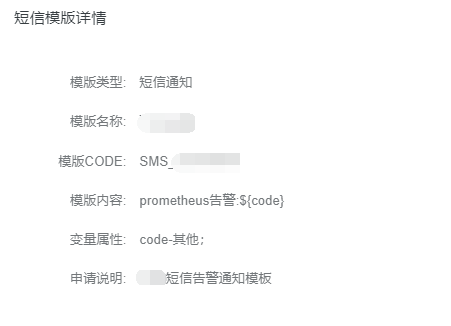 短信模版详情
模版类型: 短信通知
模版名称:
模版CODE: SMS_
模版内容: prometheus告警:${code}
变量属性: code-其他；
申请说明: 短信告警通知模板